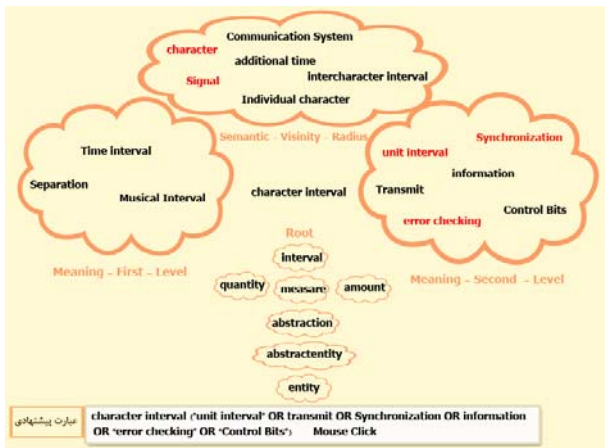 Communication System
character
additional time
Signal
intercharacter interval
Individual character
Semantic - Visinity - Radius
Time interval
Separation
Musical Interval
Meaning - First - Level
character interval
Synchronization
unit interval
information
Transmit
Control Bits
error checking
Meaning - Second - Level
Root
interval
quantity measare amount
abstraction
abstractentity
entity
عبارت پیشنهادی
character interval ("unit interval" OR transmit OR Synchronization OR information
OR "error checking" OR "Control Bits") Mouse Click